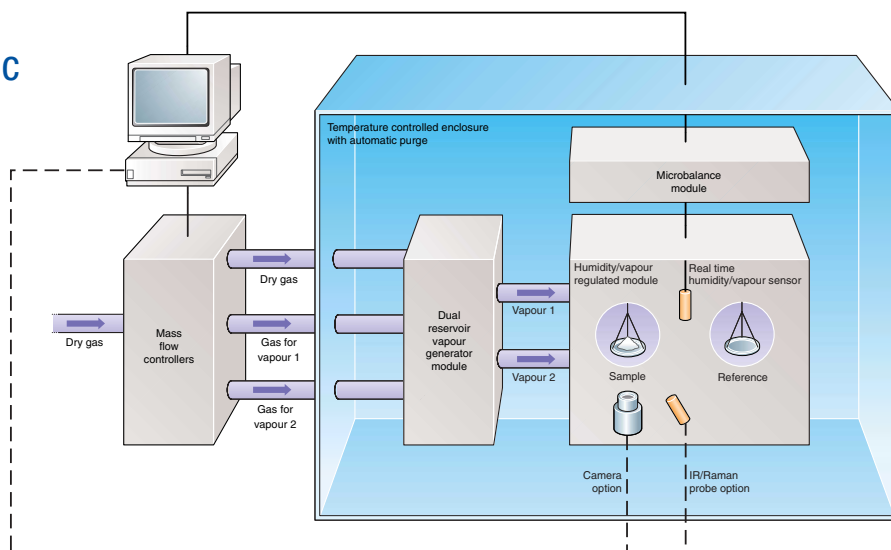 C
Temperature controlled enclosure
with automatic purge
Microbalance
module
Dry gas
Mass
flow
controllers
Dry gas
Gas for
vapour 1
Gas for
vapour 2
Dual
reservoir
vapour
generator
module
Vapour 1
Vapour 2
Humidity/vapour
regulated module
Real time
humidity/vapour sensor
Sample
Reference
Camera
option
IR/Raman
probe option